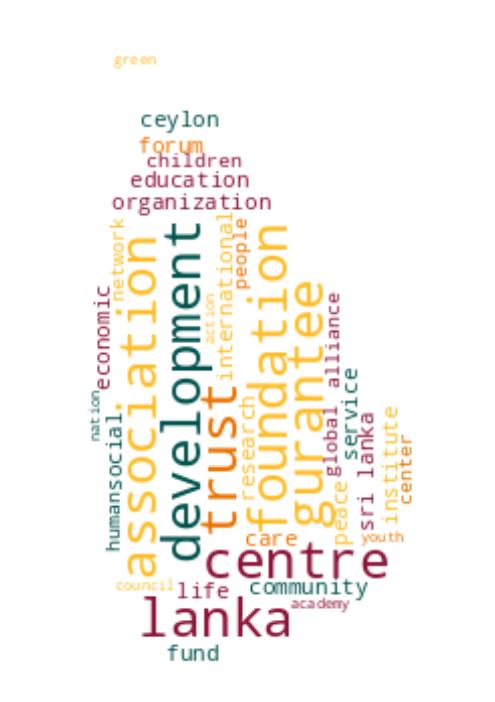 green
ceylon
forum
children
education
organization
network
association
development
action
international
people
foundation
gurantee
economic
alliance
nation
human
social
trust
research
global
service
sri lanka
institute
center
peace
youth
care
centre
council
life
community
academy
lanka
fund